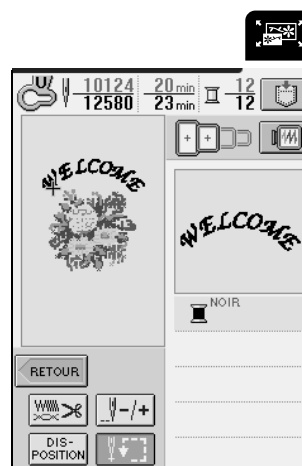 U 10124 20 min 12
12580 23 min 12
WELCOME
WELCOME
NOIR
RETOUR
-/+
DIS-
POSITION